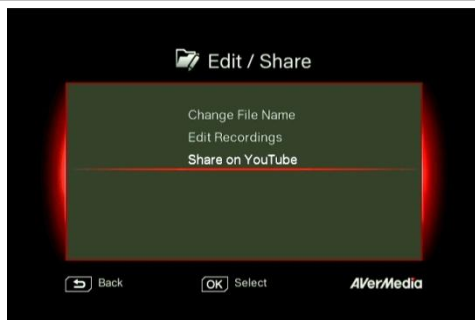 Edit / Share
Change File Name
Edit Recordings
Share on YouTube
Back OK Select AVerMedia